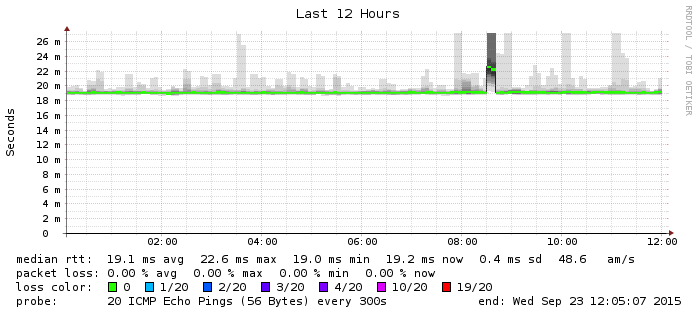 Last 12 Hours
RRDTOOL / TOBI OETIKER
Seconds
26 m
24 m
22 m
20 m
18 m
16 m
14 m
12 m
10 m
8 m
6 m
4 m
2 m
0
02:00 04:00 06:00 08:00 10:00 12:00
median rtt: 19.1 ms avg 22.6 ms max 19.0 ms min 19.2 ms now 0.4 ms sd 48.6 am/s
packet loss: 0.00 % avg 0.00 % max 0.00 % min 0.00 % now
loss color: 0 1/20 2/20 3/20 4/20 10/20 19/20
probe: 20 ICMP Echo Pings (56 Bytes) every 300s end: Wed Sep 23 12:05:07 2015